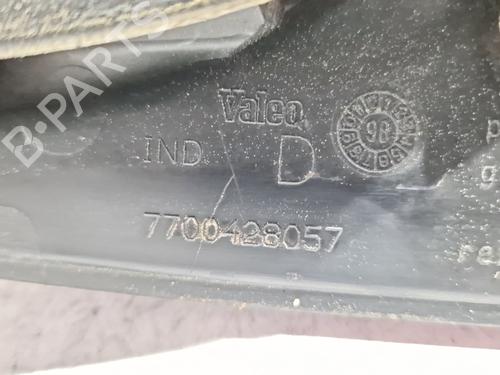 B-PARTS
Valeo
IND D
98
7700428057